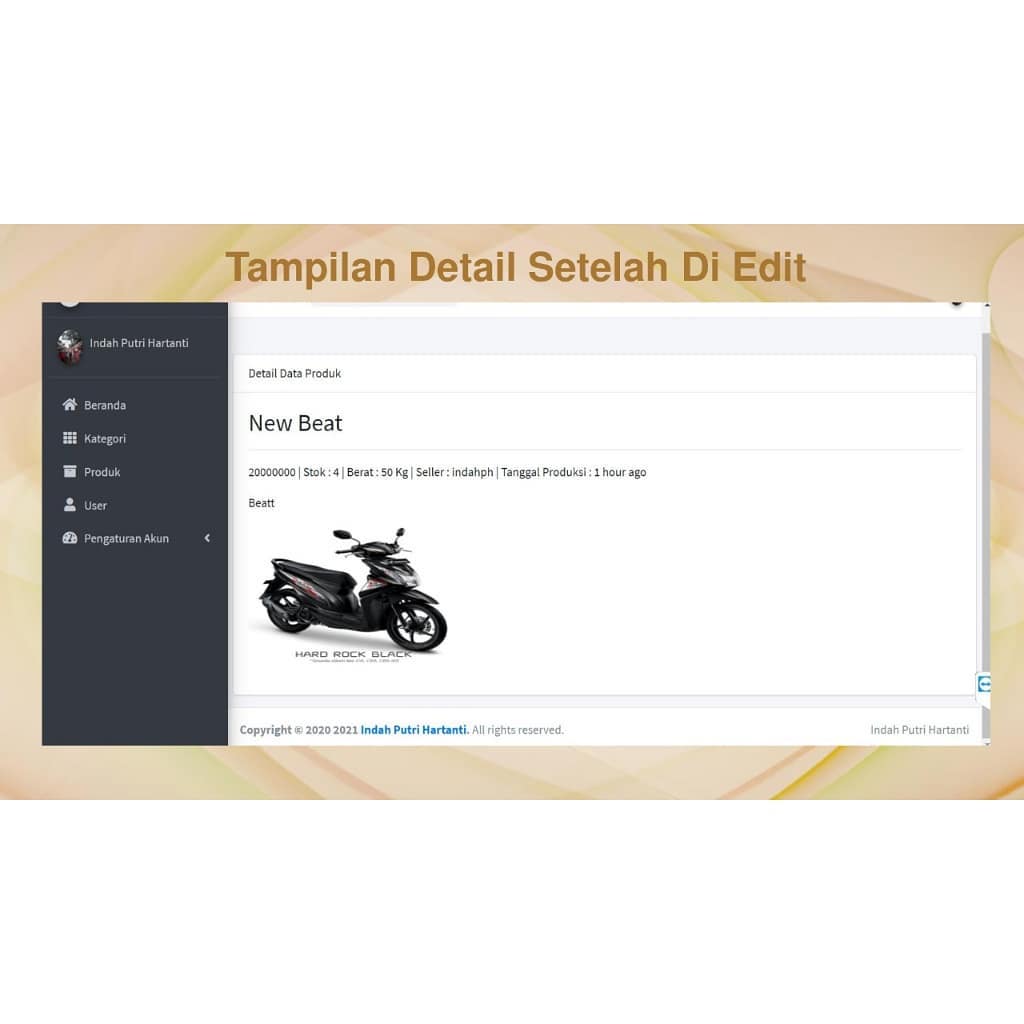 Tampilan Detail Setelah Di Edit
Indah Putri Hartanti
Beranda
Kategori
Produk
User
Pengaturan Akun
Detail Data Produk
New Beat
20000000 | Stok : 4 | Berat : 50 Kg | Seller : indahph | Tanggal Produksi : 1 hour ago
Beatt
HARD ROCK BLACK
Copyright © 2020 2021 Indah Putri Hartanti. All rights reserved.
Indah Putri Hartanti